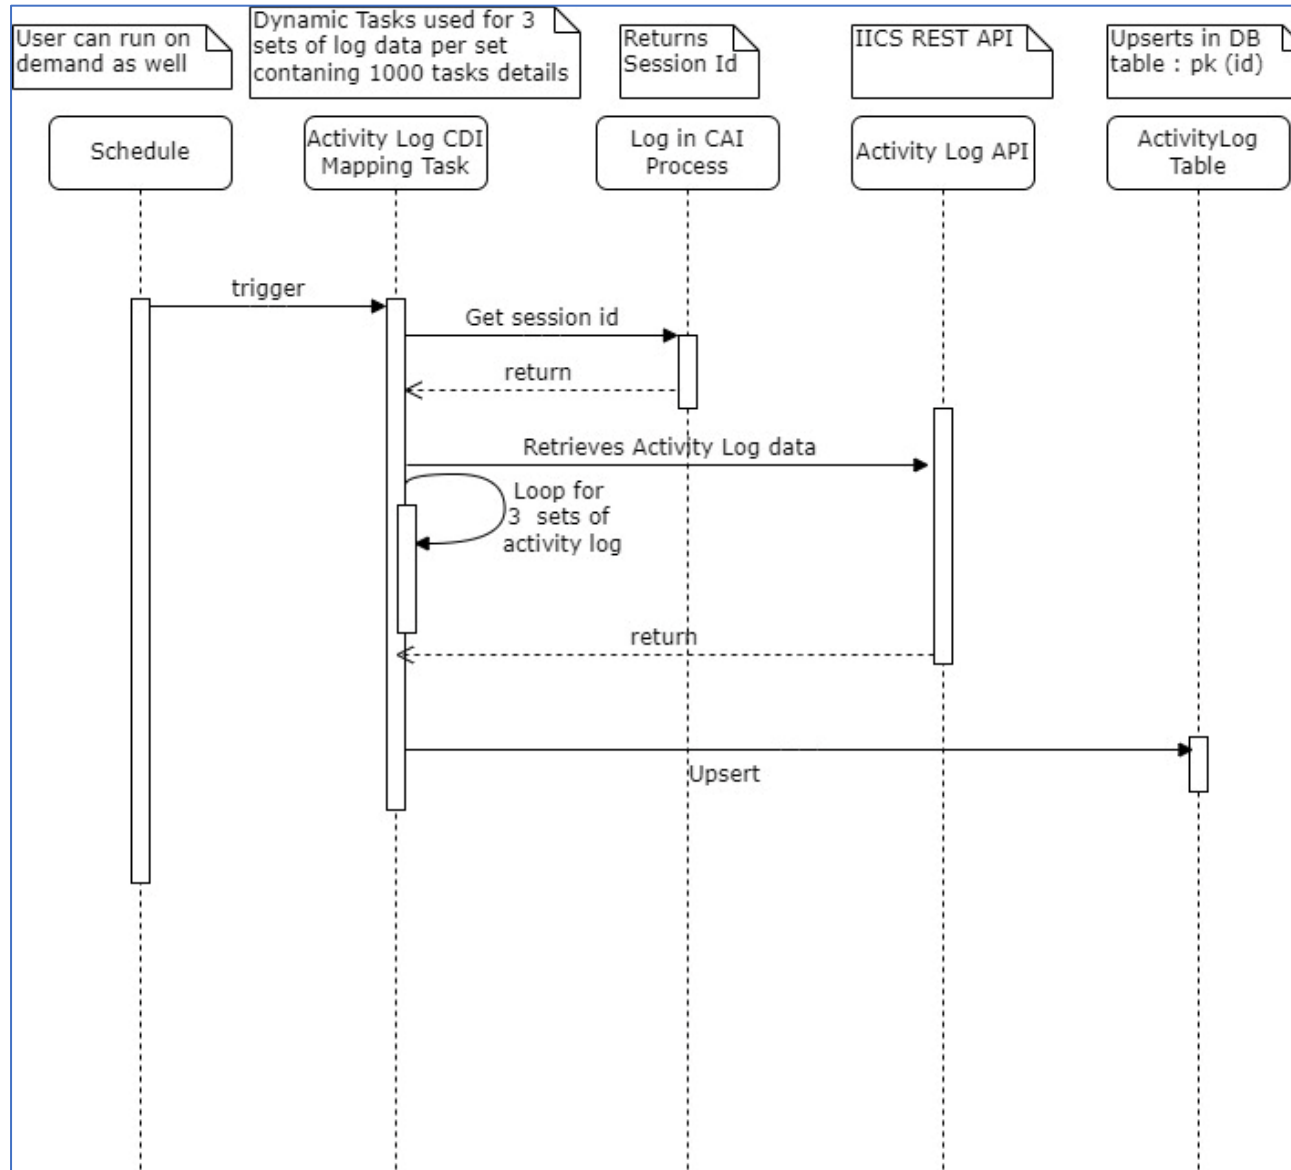 User can run on
demand as well
Dynamic Tasks used for 3
sets of log data per set
contaning 1000 tasks details
Returns
Session Id
IICS REST API
Upserts in DB
table : pk (id)
Schedule
Activity Log CDI
Mapping Task
Log in CAI
Process
Activity Log API
ActivityLog
Table
trigger
Get session id
return
Retrieves Activity Log data
Loop for
3 sets of
activity log
return
Upsert